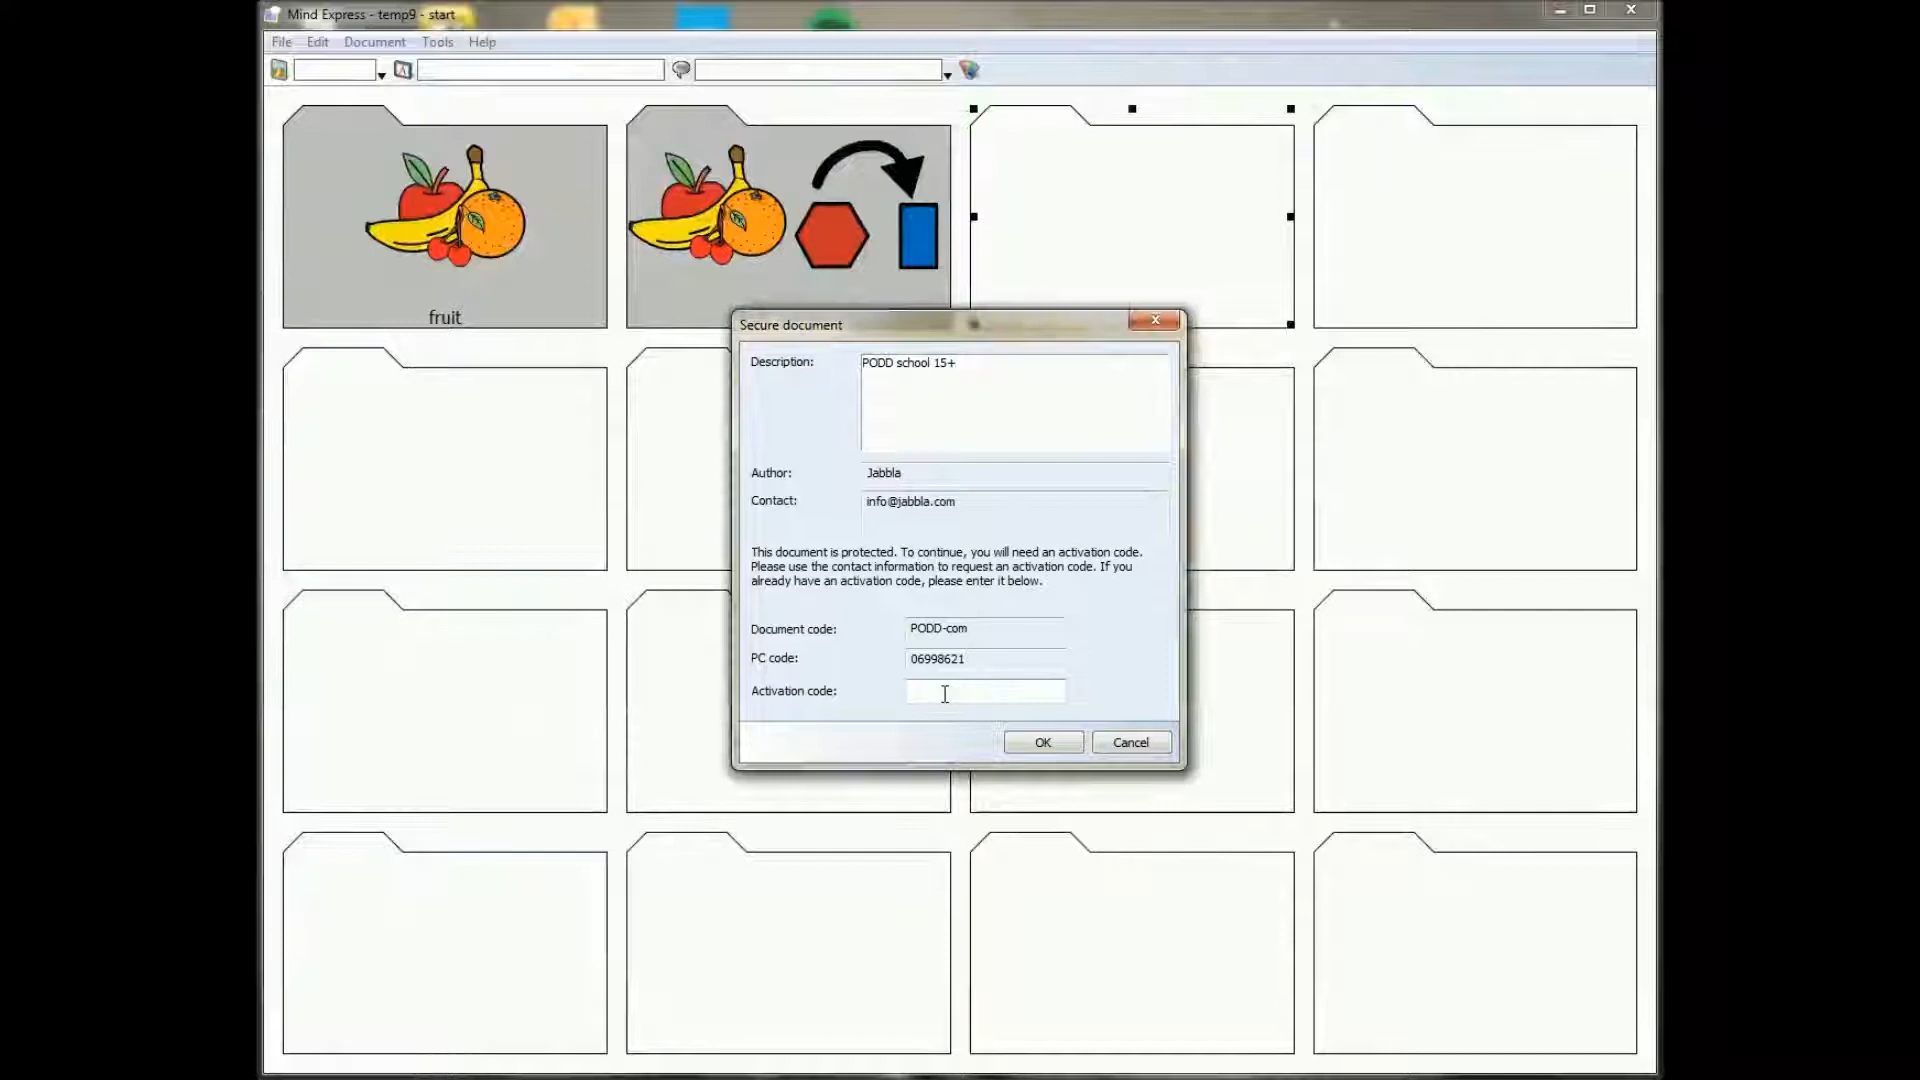 Mind Express - temp9 - start
File Edit Document Tools Help
fruit
Secure document
Description: PODD school 15+
Author: Jabbla
Contact: info@jabbla.com
This document is protected. To continue, you will need an activation code.
Please use the contact information to request an activation code. If you
already have an activation code, please enter it below.
Document code: PODD-com
PC code: 06998621
Activation code:
OK Cancel